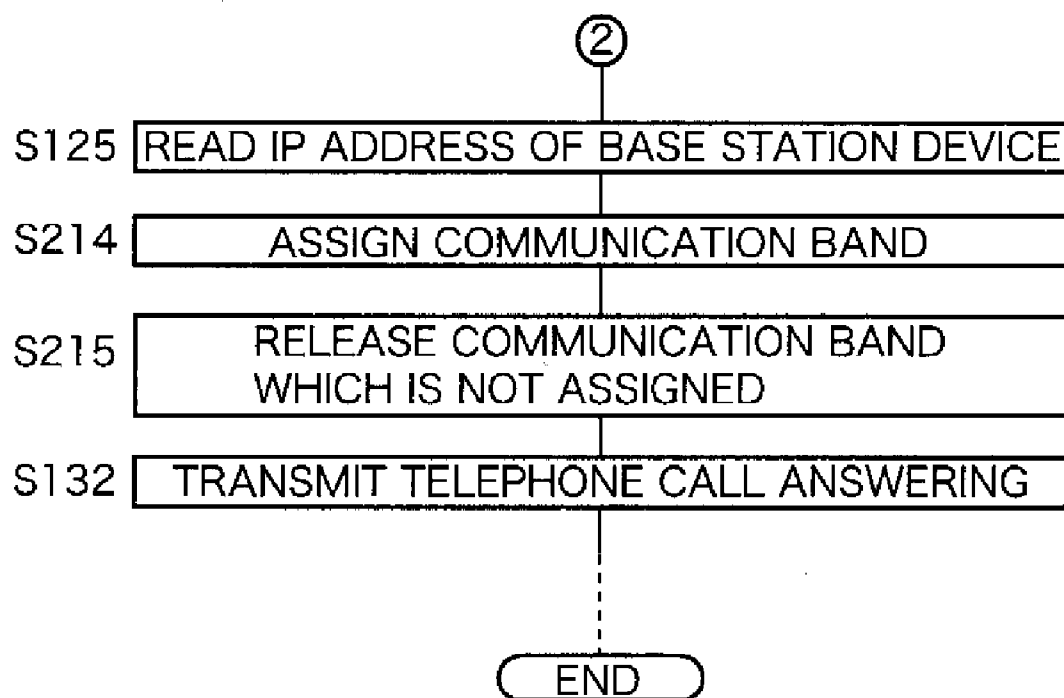 ②
S125 READ IP ADDRESS OF BASE STATION DEVICE
S214 ASSIGN COMMUNICATION BAND
S215 RELEASE COMMUNICATION BAND
WHICH IS NOT ASSIGNED
S132 TRANSMIT TELEPHONE CALL ANSWERING
END